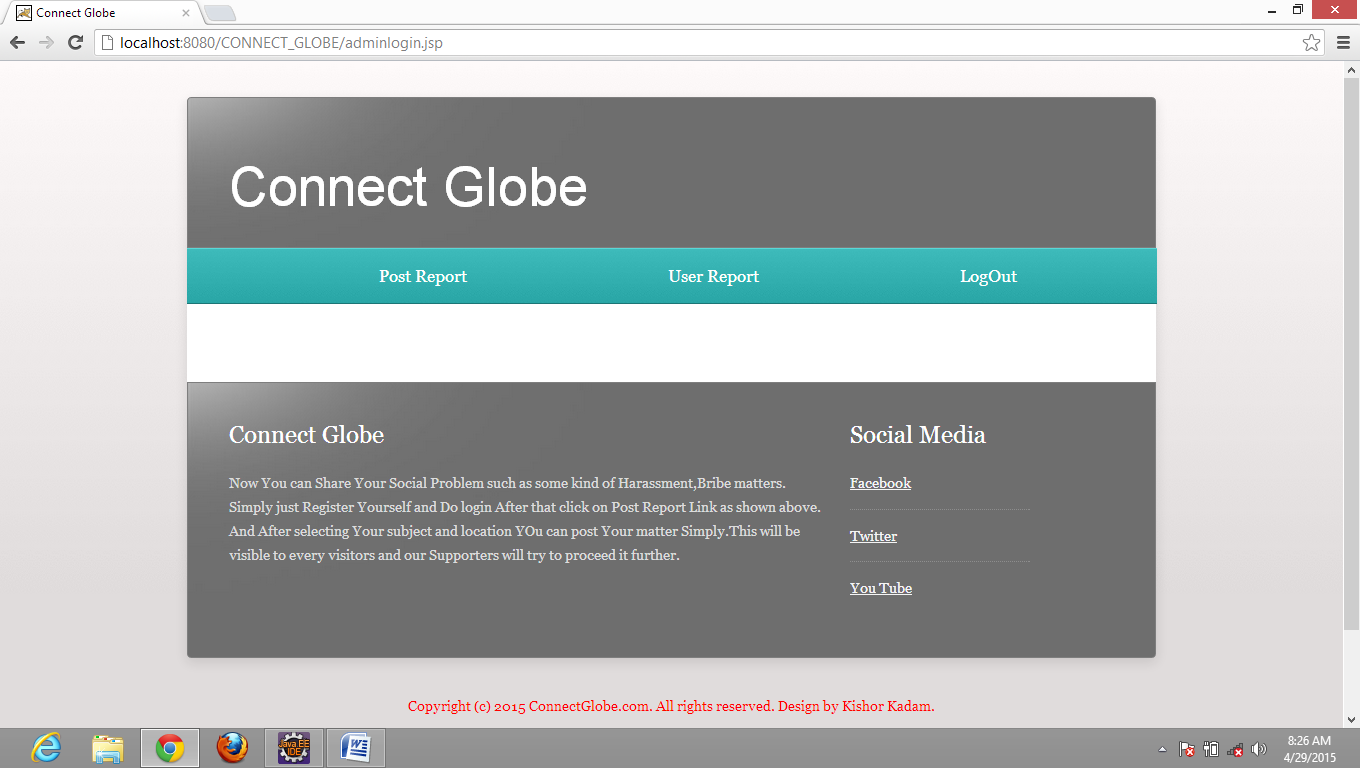 Connect Globe
localhost:8080/CONNECT_GLOBE/adminlogin.jsp
Connect Globe
Post Report User Report LogOut
Connect Globe
Now You can Share Your Social Problem such as some kind of Harassment,Bribe matters.
Simply just Register Yourself and Do login After that click on Post Report Link as shown above.
And After selecting Your subject and location YOu can post Your matter Simply.This will be
visible to every visitors and our Supporters will try to proceed it further.
Social Media
Facebook
Twitter
You Tube
Copyright (c) 2015 ConnectGlobe.com. All rights reserved. Design by Kishor Kadam.
Java EE
IDE
8:26 AM
4/29/2015